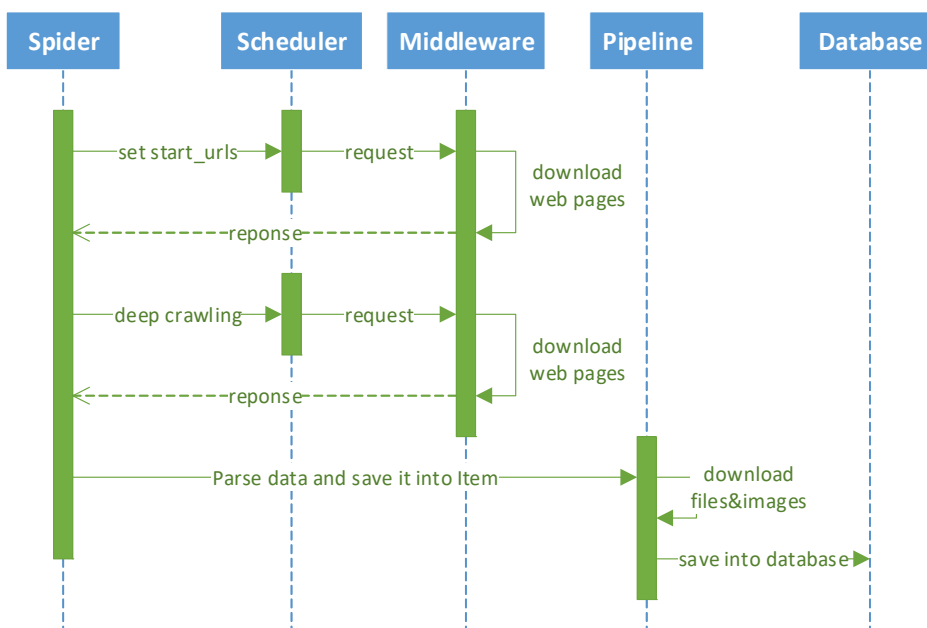 Spider
Scheduler
Middleware
Pipeline
Database
set start_urls
request
download
web pages
reponse
deep crawling
request
download
web pages
reponse
Parse data and save it into Item
download
files&images
save into database